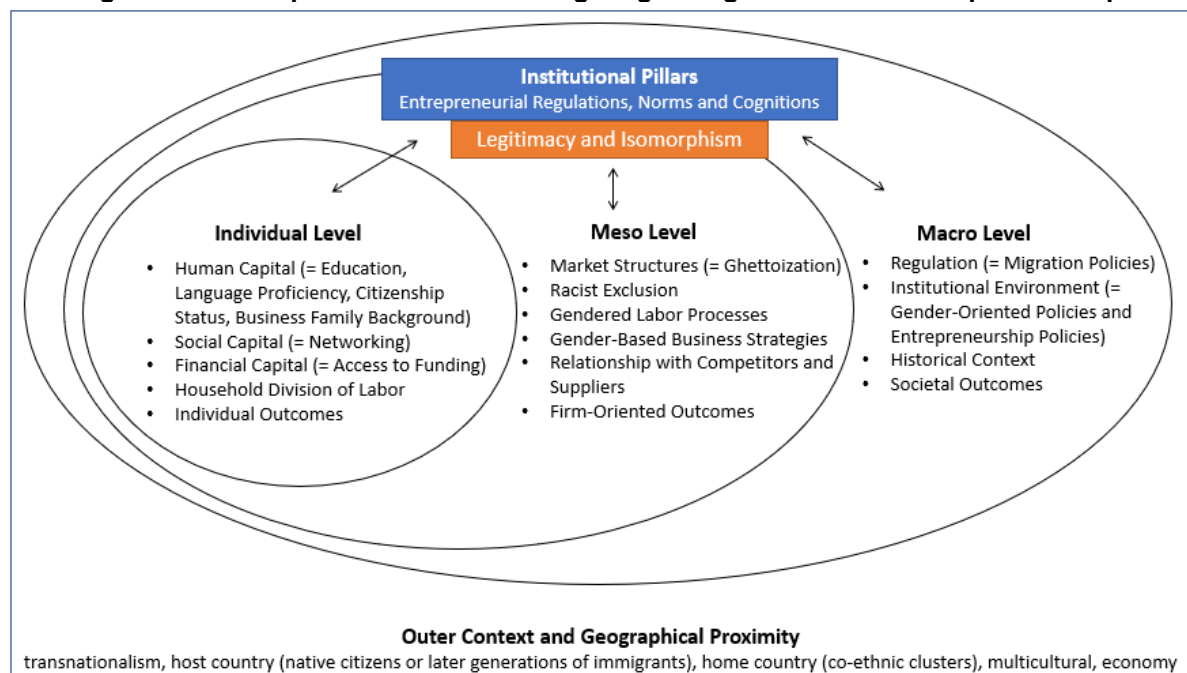 Institutional Pillars
Entrepreneurial Regulations, Norms and Cognitions
Legitimacy and Isomorphism
Individual Level
• Human Capital (= Education,
Language Proficiency, Citizenship
Status, Business Family Background)
• Social Capital (= Networking)
• Financial Capital (= Access to Funding)
• Household Division of Labor
• Individual Outcomes
Meso Level
• Market Structures (= Ghettoization)
• Racist Exclusion
• Gendered Labor Processes
• Gender-Based Business Strategies
• Relationship with Competitors and
Suppliers
• Firm-Oriented Outcomes
Macro Level
• Regulation (= Migration Policies)
• Institutional Environment (=
Gender-Oriented Policies and
Entrepreneurship Policies)
• Historical Context
• Societal Outcomes
Outer Context and Geographical Proximity
transnationalism, host country (native citizens or later generations of immigrants), home country (co-ethnic clusters), multicultural, economy